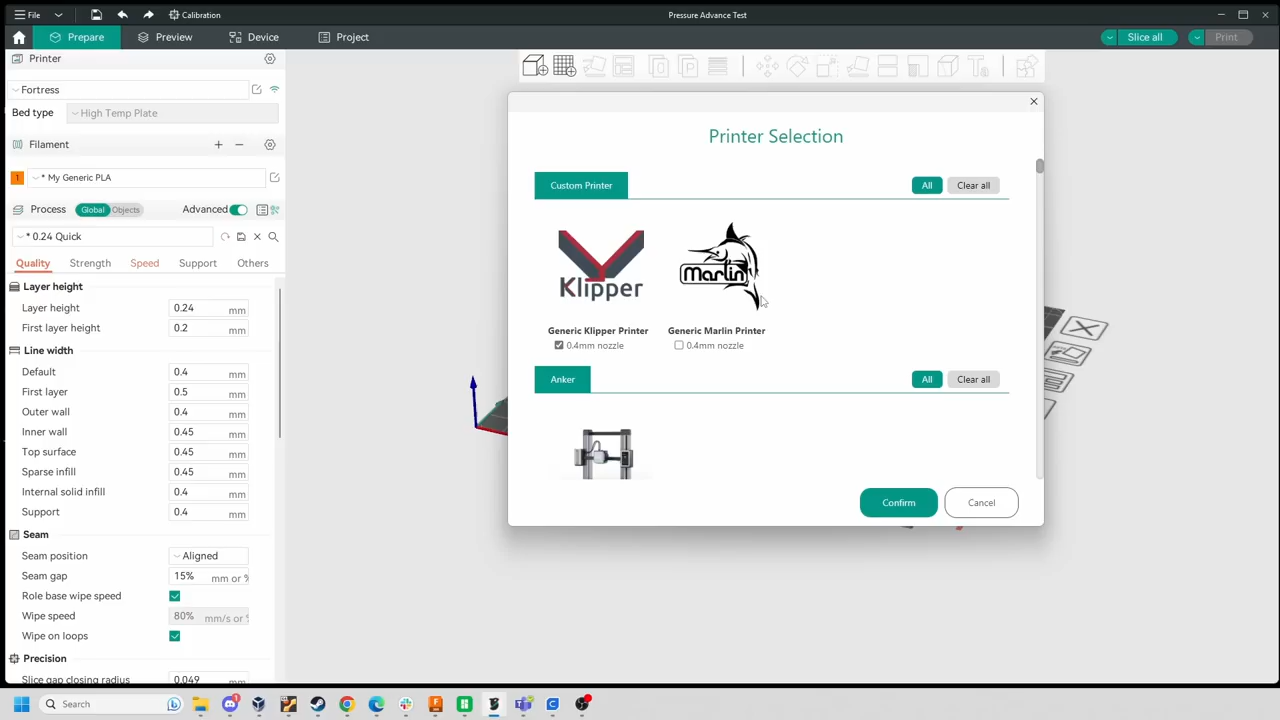 File
Calibration
Pressure Advance Test
Prepare
Preview
Device
Project
Slice all
Print
Printer
Fortress
Bed type
High Temp Plate
Filament
1
* My Generic PLA
Process
Global
Objects
Advanced
* 0.24 Quick
Quality
Strength
Speed
Support
Others
Layer height
Layer height 0.24 mm
First layer height 0.2 mm
Line width
Default 0.4 mm
First layer 0.5 mm
Outer wall 0.4 mm
Inner wall 0.45 mm
Top surface 0.45 mm
Sparse infill 0.45 mm
Internal solid infill 0.4 mm
Support 0.4 mm
Seam
Seam position Aligned
Seam gap 15% mm or %
Role base wipe speed
Wipe speed 80% mm/s or %
Wipe on loops
Precision
Slice gap closing radius 0.049 mm
Printer Selection
Custom Printer
All
Clear all
Klipper
Marlin
Generic Klipper Printer
Generic Marlin Printer
0.4mm nozzle
0.4mm nozzle
Anker
All
Clear all
Confirm
Cancel
Search
1